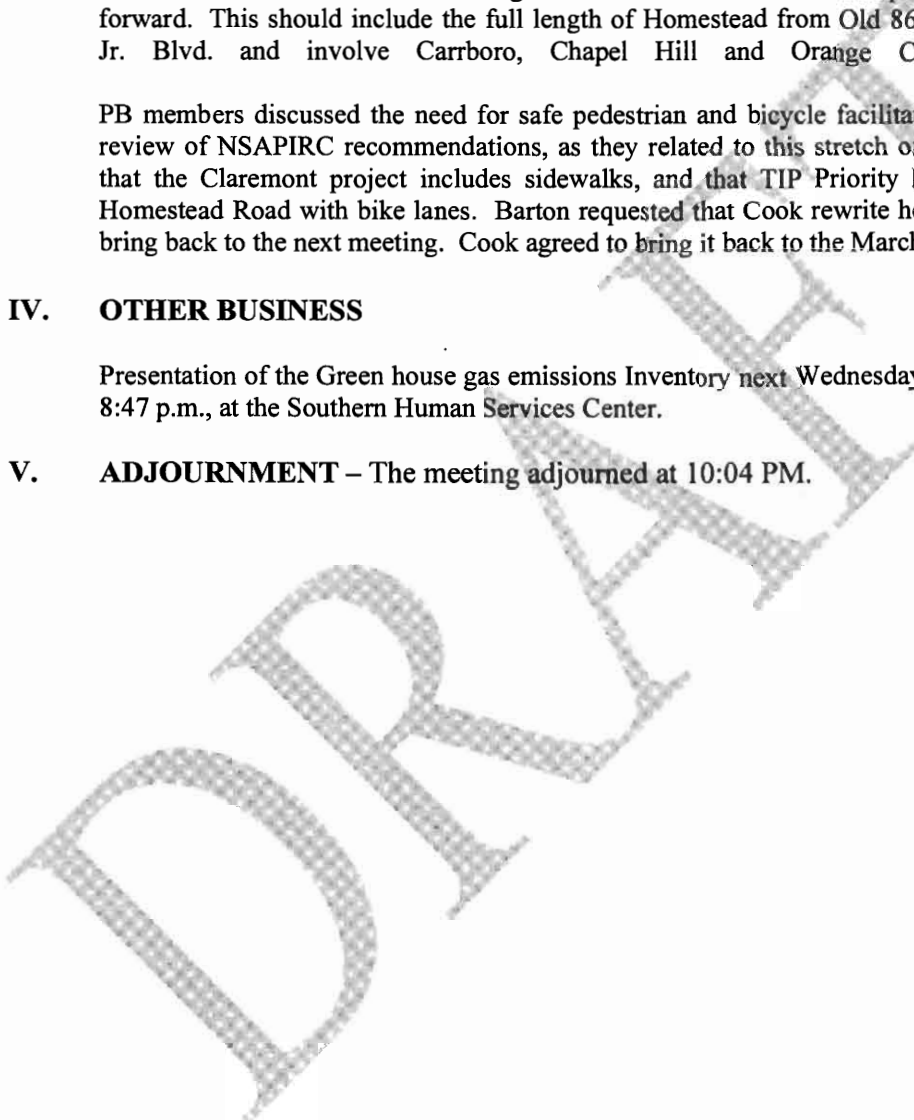 forward. This should include the full length of Homestead from Old 86
Jr. Blvd. and involve Carrboro, Chapel Hill and Orange C
PB members discussed the need for safe pedestrian and bicycle facilita
review of NSAPIRC recommendations, as they related to this stretch o
that the Claremont project includes sidewalks, and that TIP Priority
Homestead Road with bike lanes. Barton requested that Cook rewrite h
bring back to the next meeting. Cook agreed to bring it back to the March
IV. OTHER BUSINESS
Presentation of the Green house gas emissions Inventory next Wednesday
8:47 p.m., at the Southern Human Services Center.
V. ADJOURNMENT – The meeting adjourned at 10:04 PM.
DRAFT